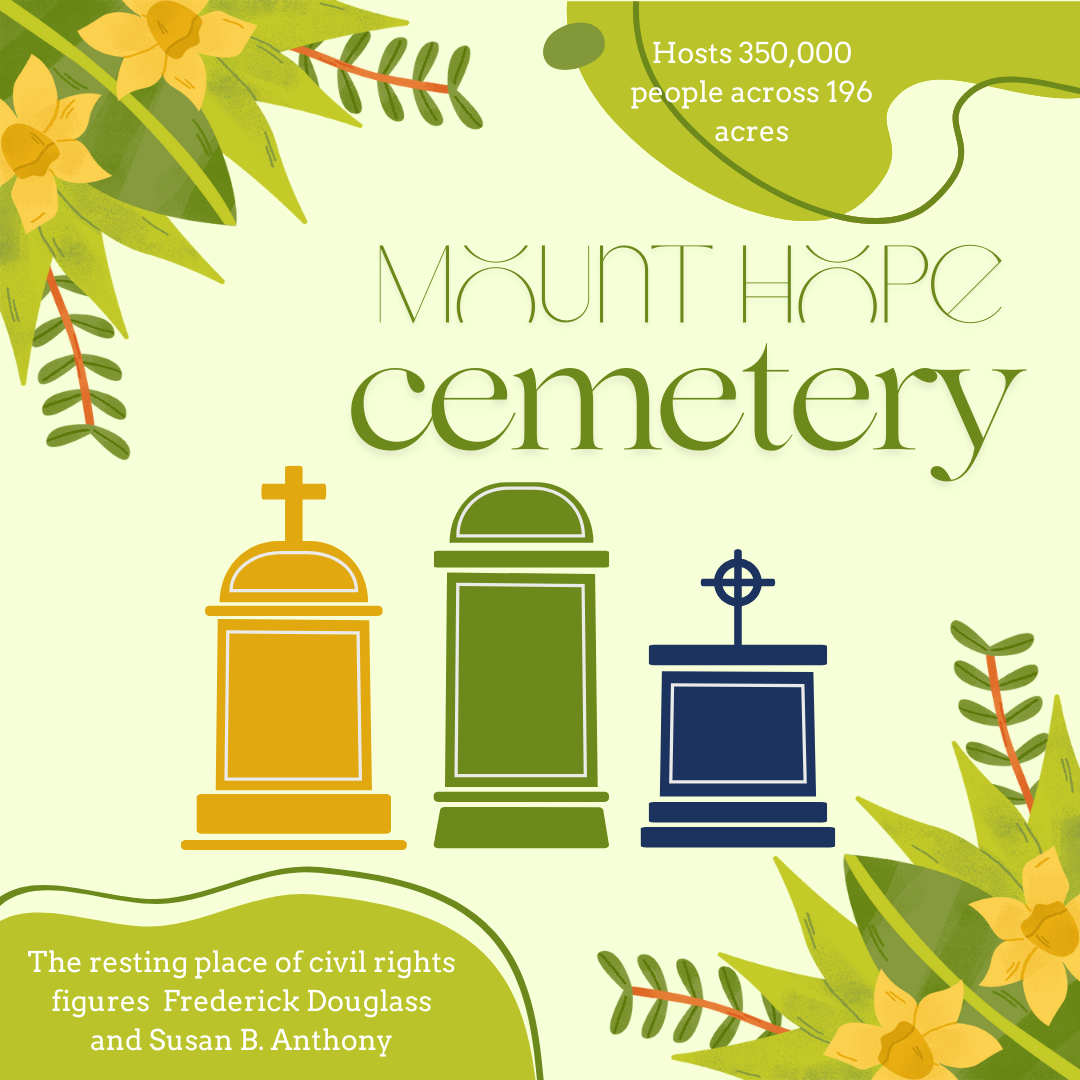 Hosts 350,000
people across 196
acres
MOUNT HOPE
cemetery
The resting place of civil rights
figures Frederick Douglass
and Susan B. Anthony